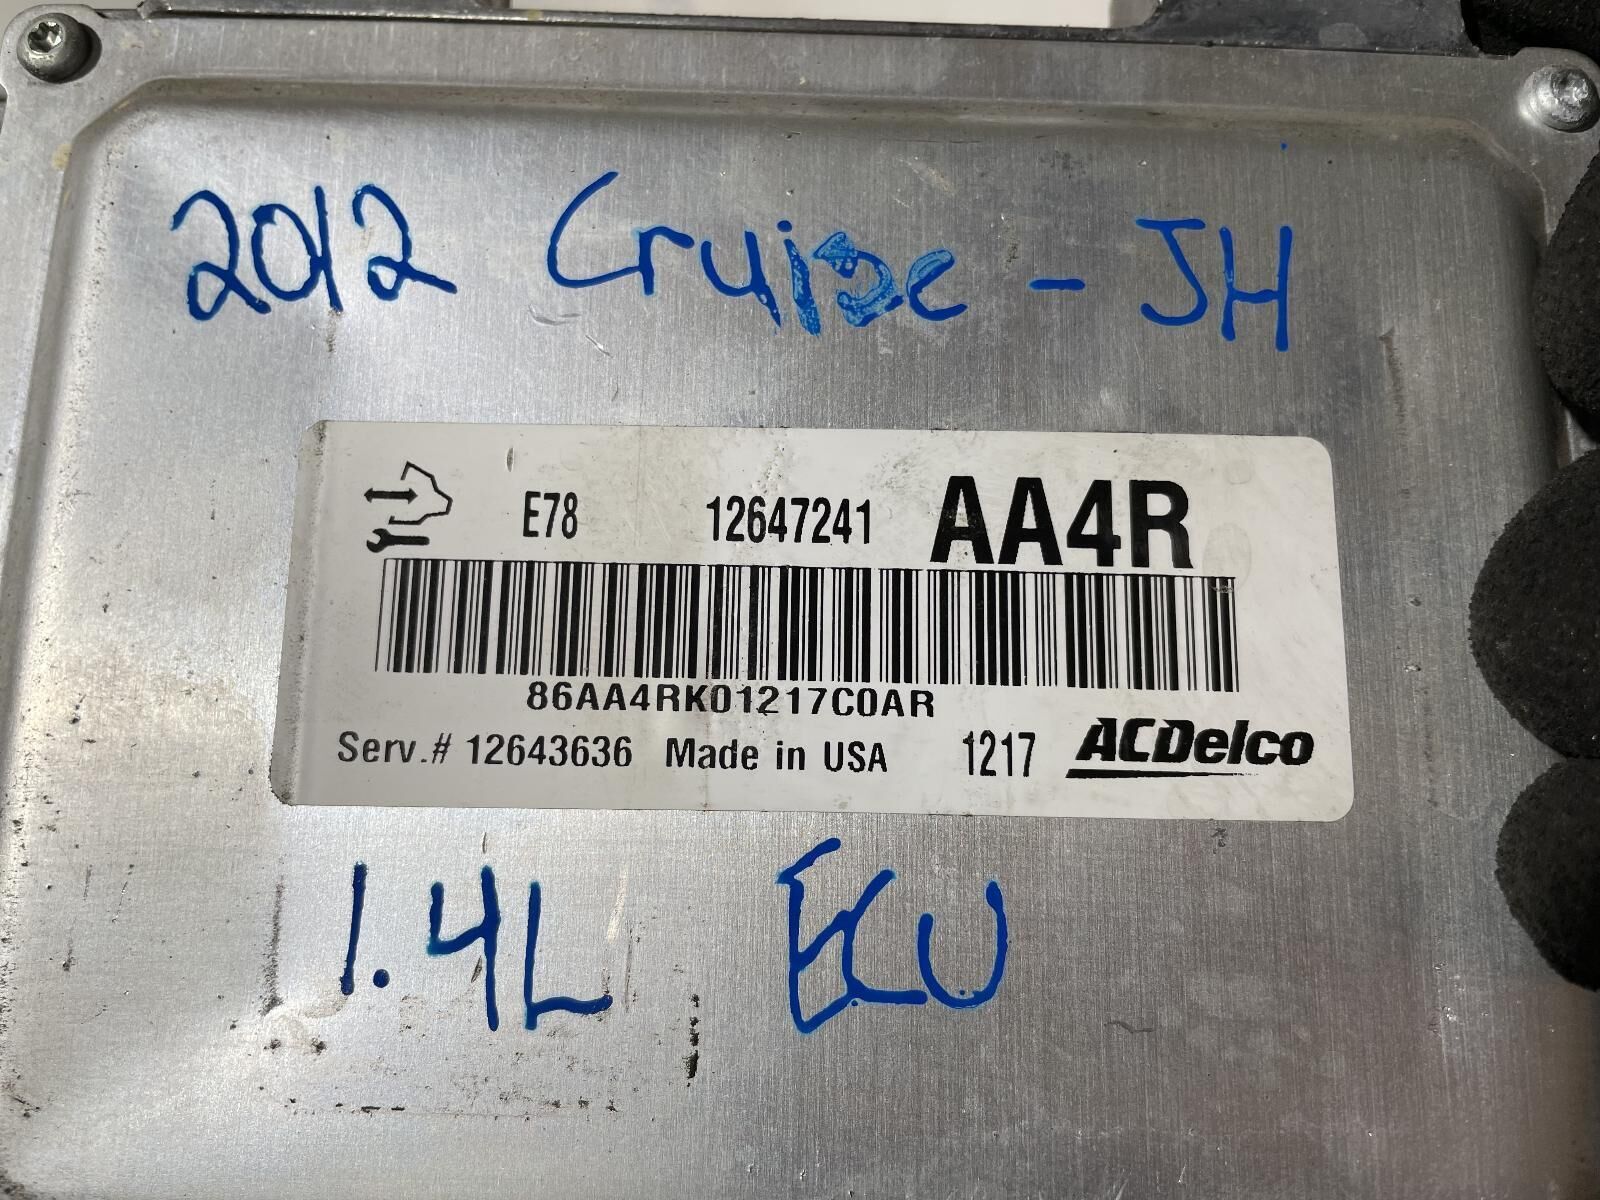 2012 Cruise - JH
E78 12647241 AA4R
86AA4RK01217C0AR
Serv.# 12643636 Made in USA 1217 ACDelco
1.4L ECU